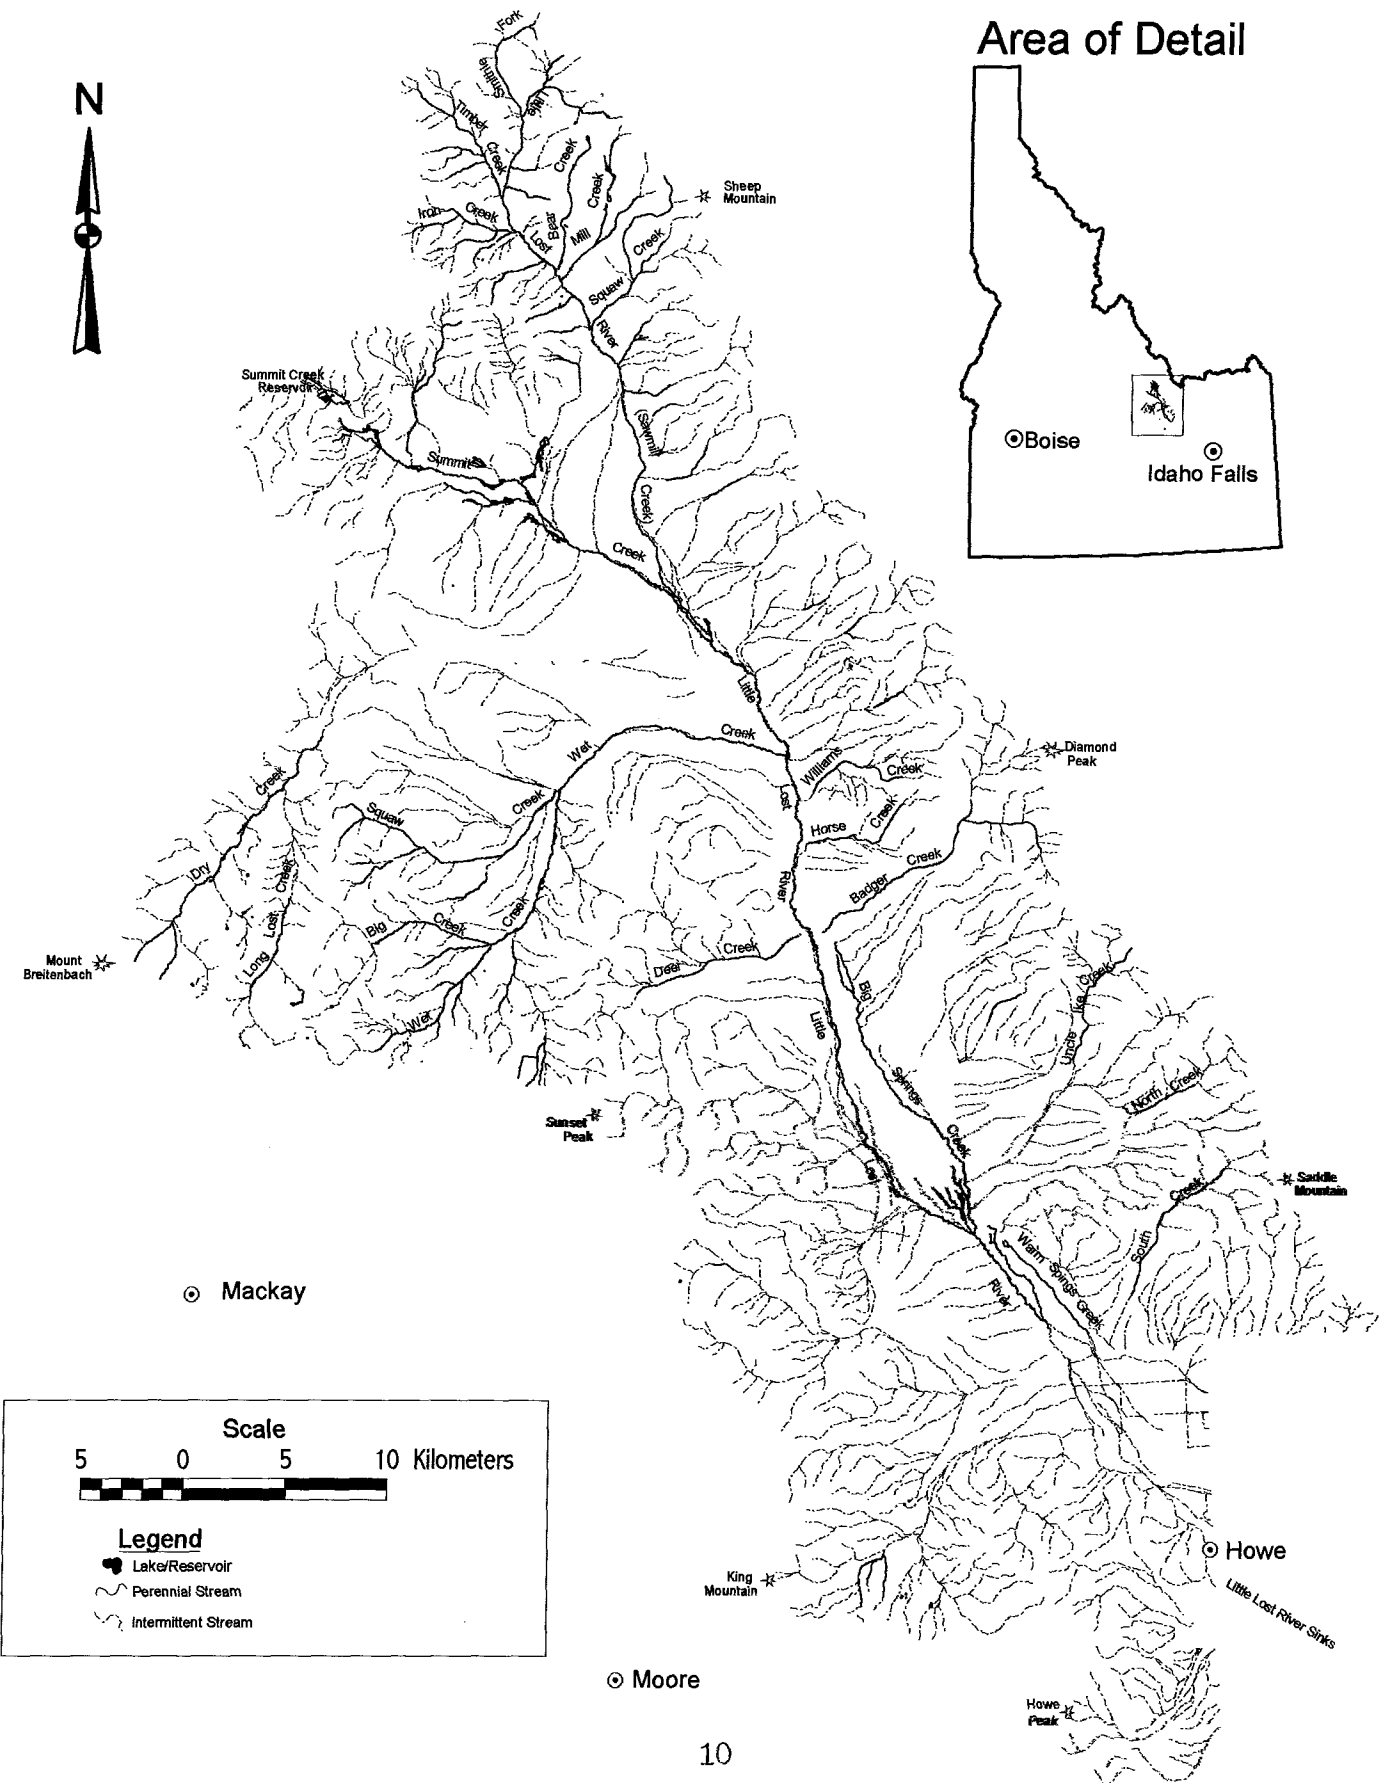 Area of Detail
N
Boise
Idaho Falls
Fork
Smithie
Timber
Creek
Creek
Creek
Sheep
Mountain
Iron
Creek
Lost
Bear
Mill
Creek
Squaw
River
Summit Creek
Reservoir
(Sawmill
Creek)
Summit
Creek
Little
Creek
Wet
Creek
Squaw
Creek
Dry
Creek
Long
Lost
Big
Creek
Creek
Wet
Mount
Breitenbach
Lost
Williams
Creek
Diamond
Peak
Horse
Creek
River
Badger
Creek
Deer
Creek
Little
Big
Springs
Creek
Uncle
Ike
Creek
North
Creek
Sunset
Peak
Saddle
Mountain
South
Creek
Warm
Springs
Creek
River
Mackay
Scale
5 0 5 10 Kilometers
Legend
Lake/Reservoir
Perennial Stream
Intermittent Stream
King
Mountain
Howe
Little Lost River Sinks
Moore
Howe
Peak
10